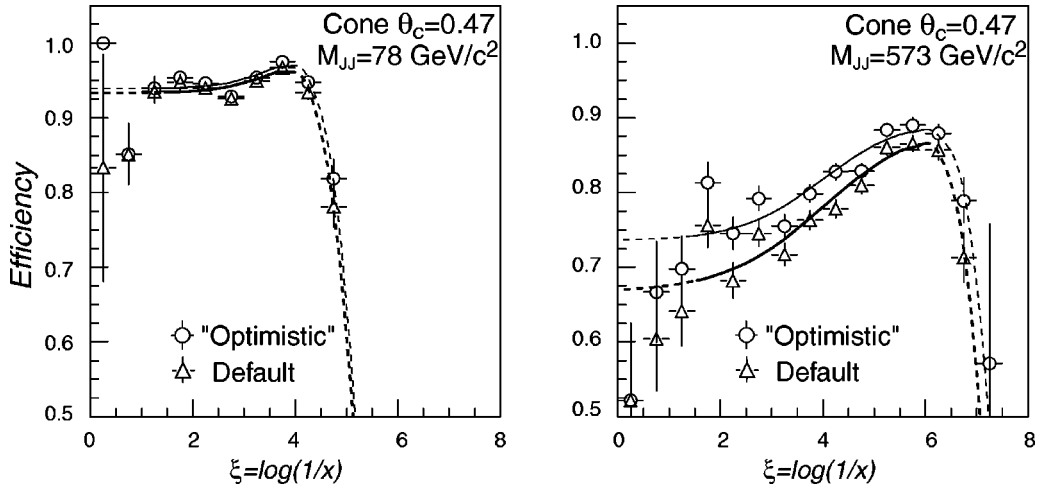 Cone θc=0.47
MJJ=78 GeV/c²
1.0
0.9
0.8
0.7
0.6
0.5
Efficiency
"Optimistic"
Default
0 2 4 6 8
ξ=log(1/x)
Cone θc=0.47
MJJ=573 GeV/c²
1.0
0.9
0.8
0.7
0.6
0.5
"Optimistic"
Default
0 2 4 6 8
ξ=log(1/x)